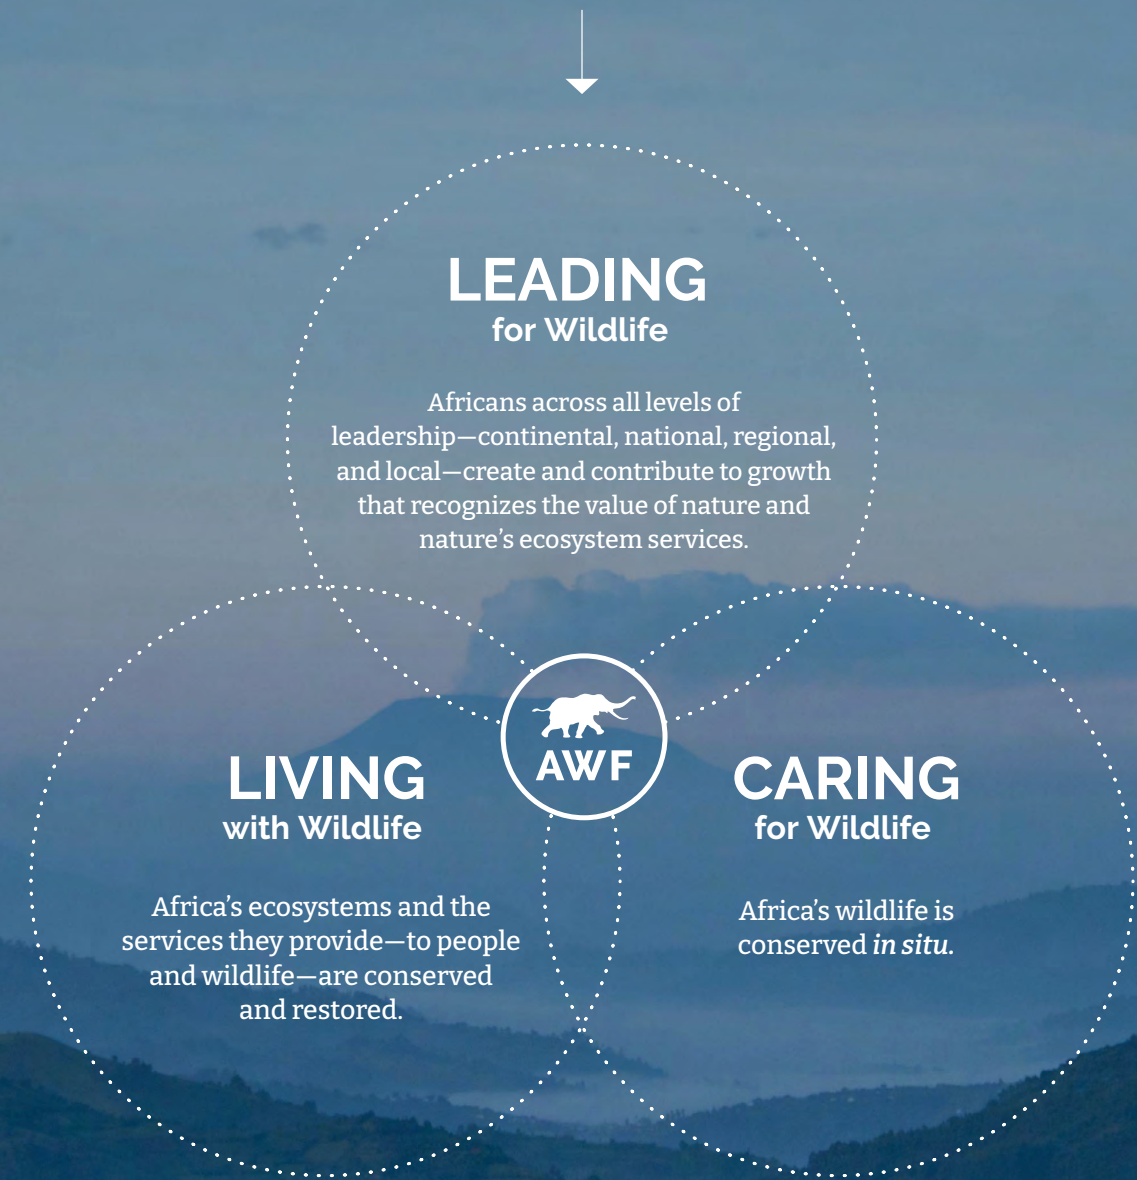 LEADING
for Wildlife
Africans across all levels of
leadership—continental, national, regional,
and local—create and contribute to growth
that recognizes the value of nature and
nature’s ecosystem services.
AWF
LIVING
with Wildlife
Africa’s ecosystems and the
services they provide—to people
and wildlife—are conserved
and restored.
CARING
for Wildlife
Africa’s wildlife is
conserved in situ.